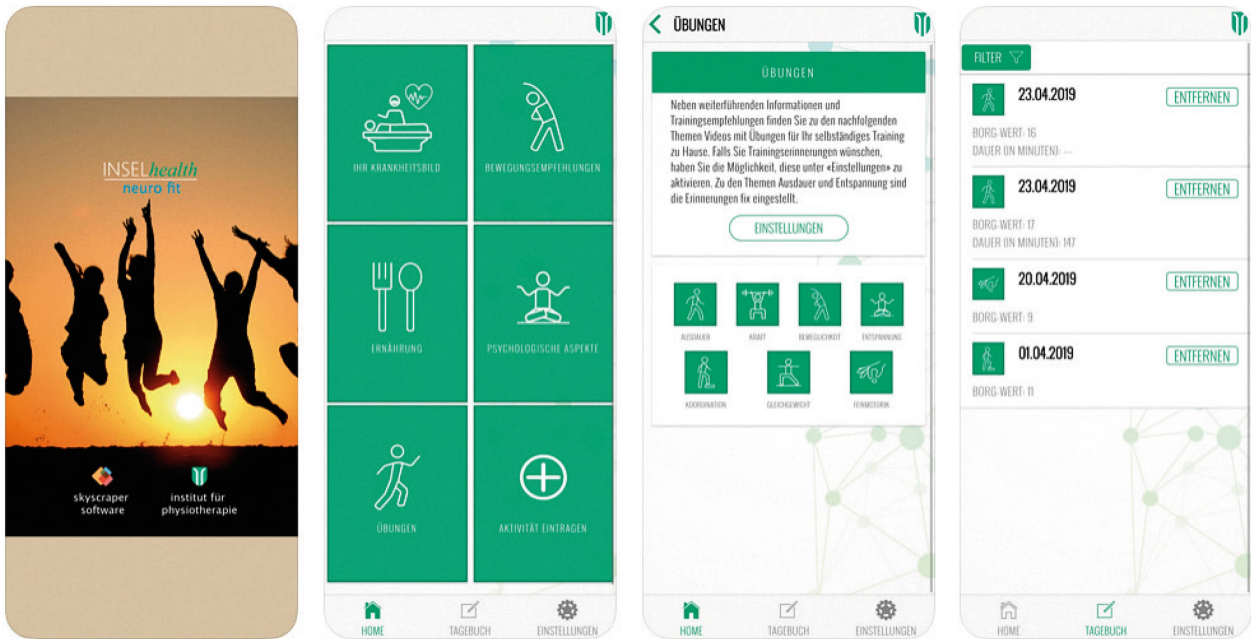 INSELhealth
neuro fit
skyscraper
software
institut für
physiotherapie
IHR KRANKHEITSBILD
BEWEGUNGSEMPFEHLUNGEN
ERNÄHRUNG
PSYCHOLOGISCHE ASPEKTE
ÜBUNGEN
AKTIVITÄT EINTRAGEN
HOME
TAGEBUCH
EINSTELLUNGEN
ÜBUNGEN
ÜBUNGEN
Neben weiterführenden Informationen und
Trainingsempfehlungen finden Sie zu den nachfolgenden
Themen Videos mit Übungen für Ihr selbständiges Training
zu Hause. Falls Sie Trainingserinnerungen wünschen,
haben Sie die Möglichkeit, diese unter «Einstellungen» zu
aktivieren. Zu den Themen Ausdauer und Entspannung sind
die Erinnerungen fix eingestellt.
EINSTELLUNGEN
AUSDAUER
KRAFT
BEWEGLICHKEIT
ENTSPANNUNG
KOORDINATION
GLEICHGEWICHT
FEINMOTORIK
HOME
TAGEBUCH
EINSTELLUNGEN
FILTER
23.04.2019
ENTFERNEN
BORG-WERT: 16
DAUER (IN MINUTEN): ---
23.04.2019
ENTFERNEN
BORG-WERT: 17
DAUER (IN MINUTEN): 147
20.04.2019
ENTFERNEN
BORG-WERT: 9
01.04.2019
ENTFERNEN
BORG-WERT: 11
HOME
TAGEBUCH
EINSTELLUNGEN